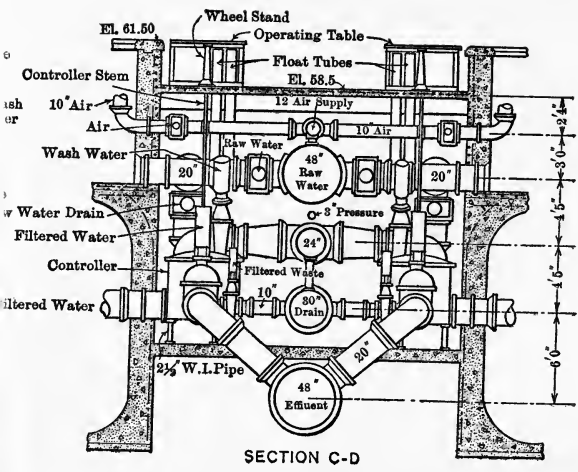 Wheel Stand
El. 61.50
Operating Table
Float Tubes
El. 58.5
Controller Stem
12 Air Supply
10" Air
Air
10" Air
2'4"
Wash Water
Raw Water
3'0"
20"
48"
Raw
Water
20"
Water Drain
3" Pressure
4'5"
Filtered Water
24"
Controller
Filtered Waste
4'5"
10"
30"
Drain
Filtered Water
20"
2½" W.I. Pipe
6'0"
48"
Effluent
SECTION C-D